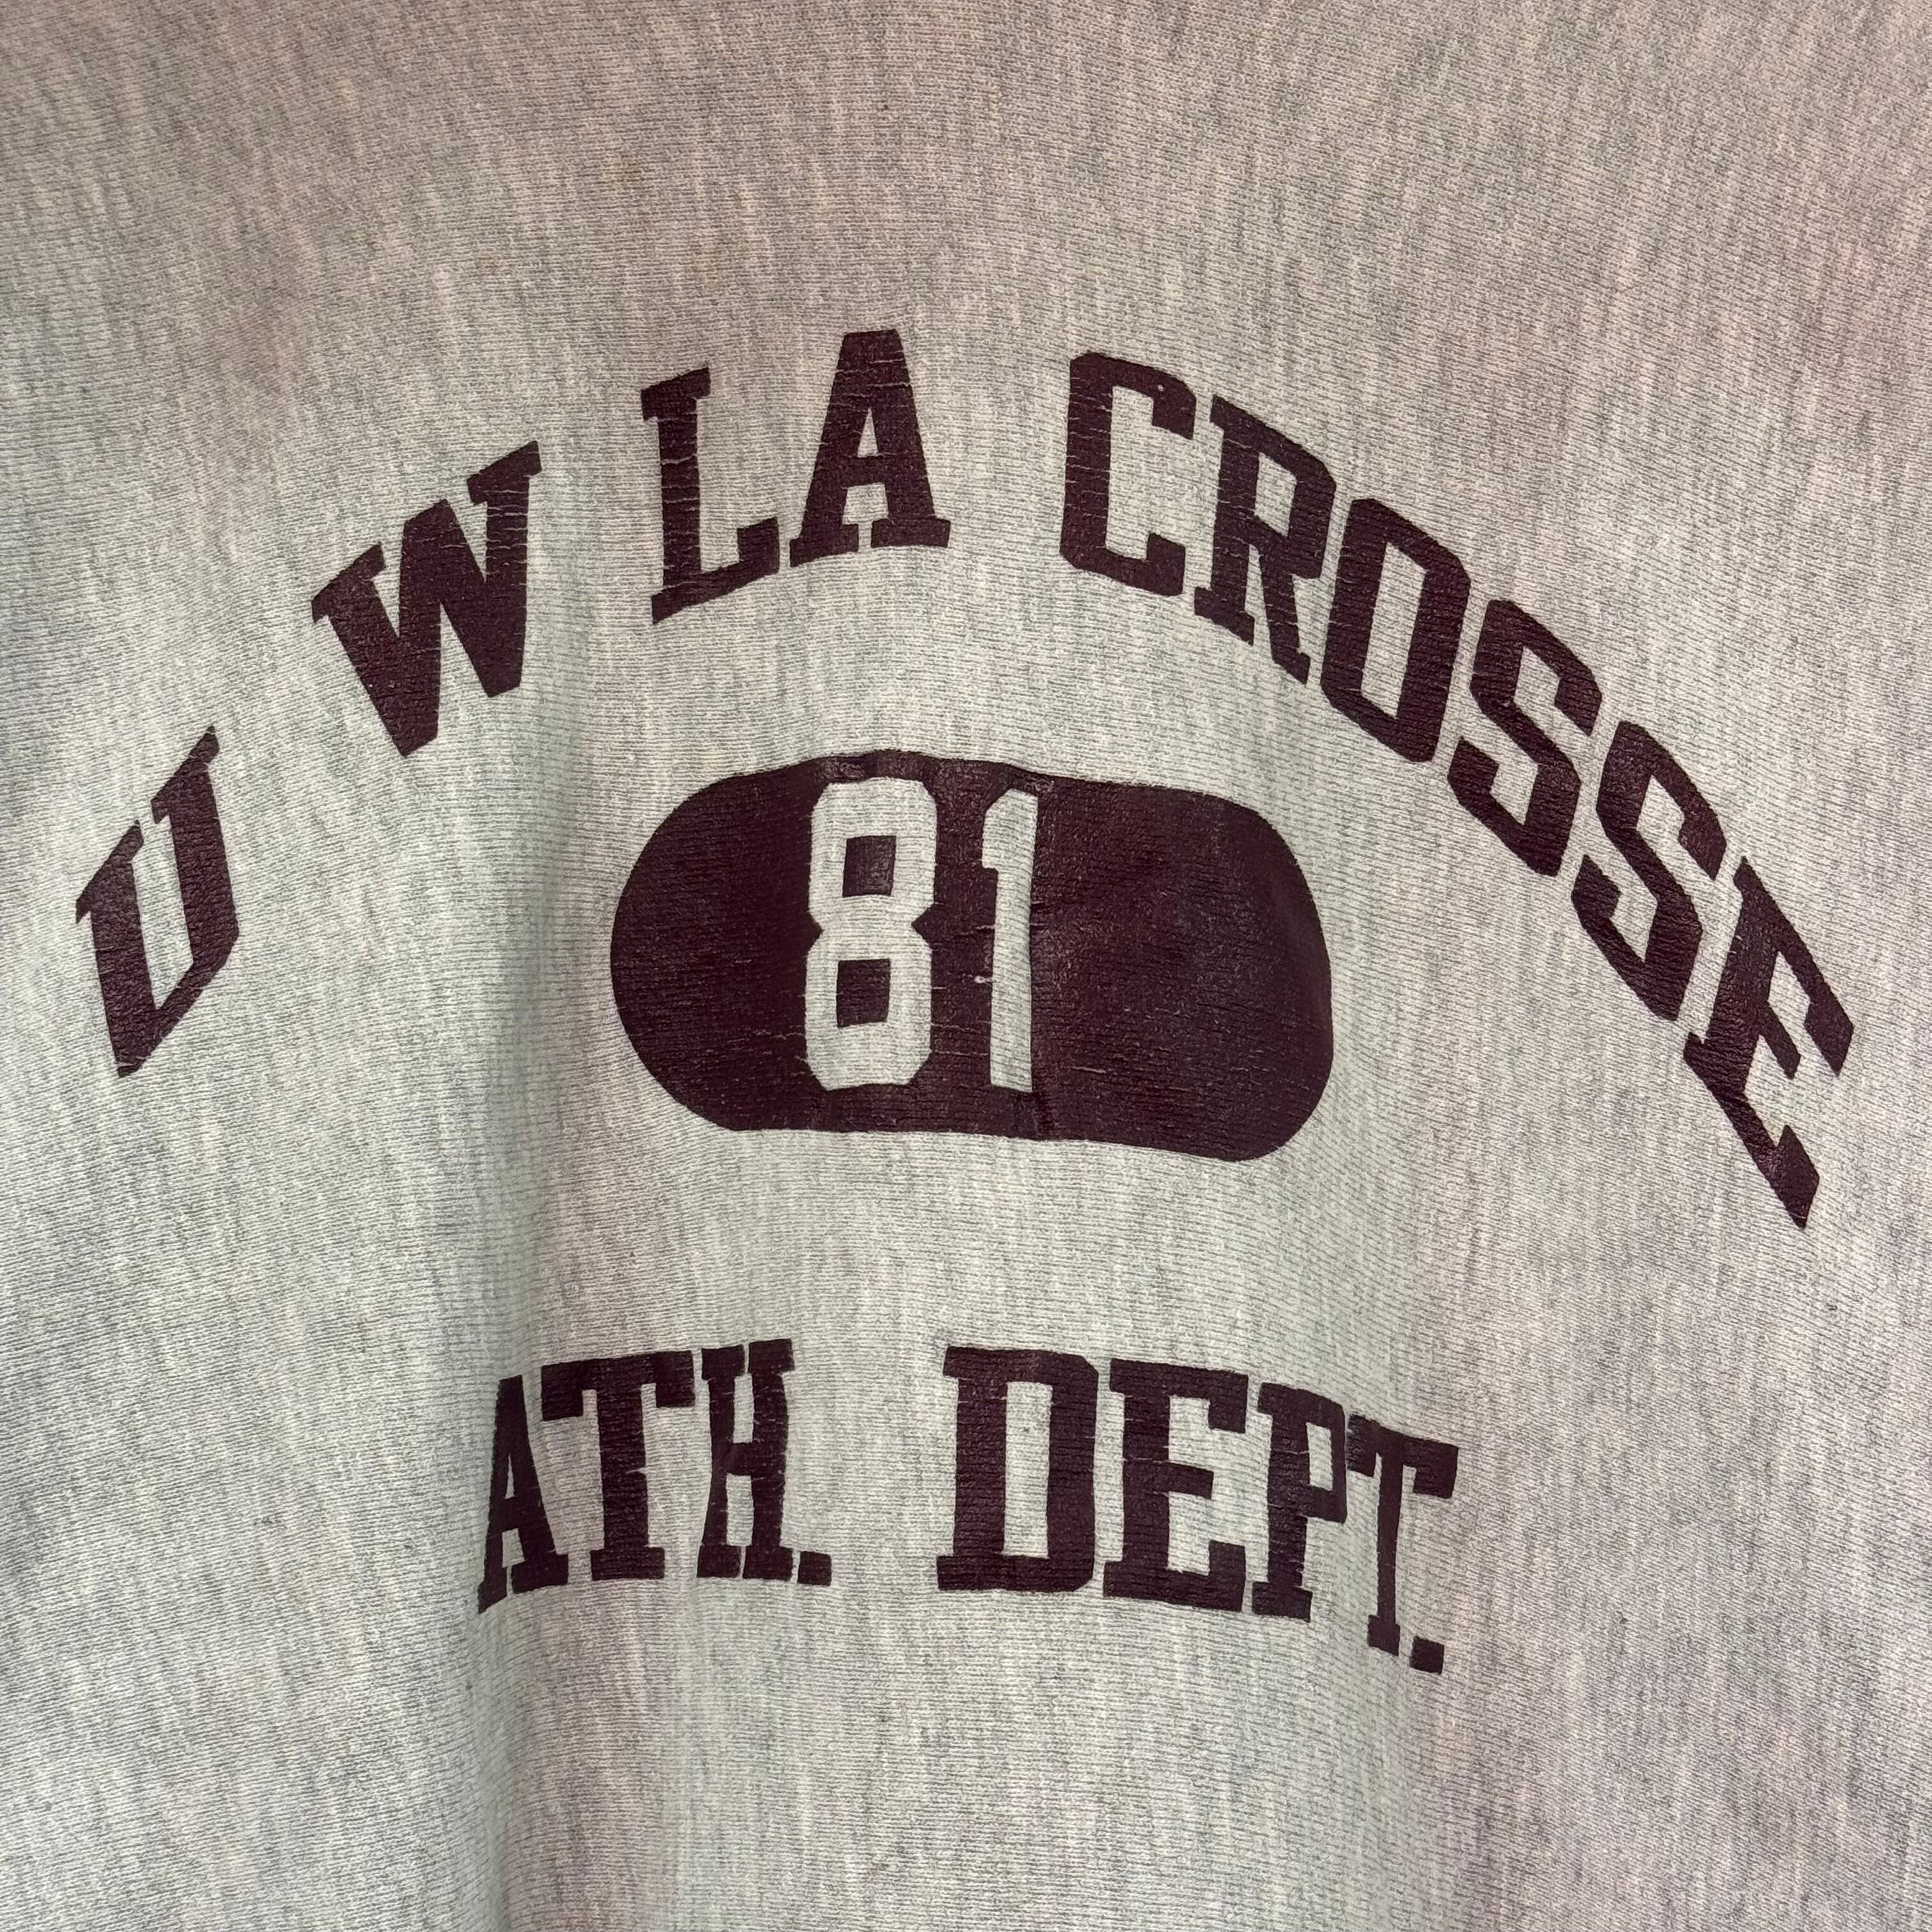 U W LA CROSSE
81
ATH. DEPT.